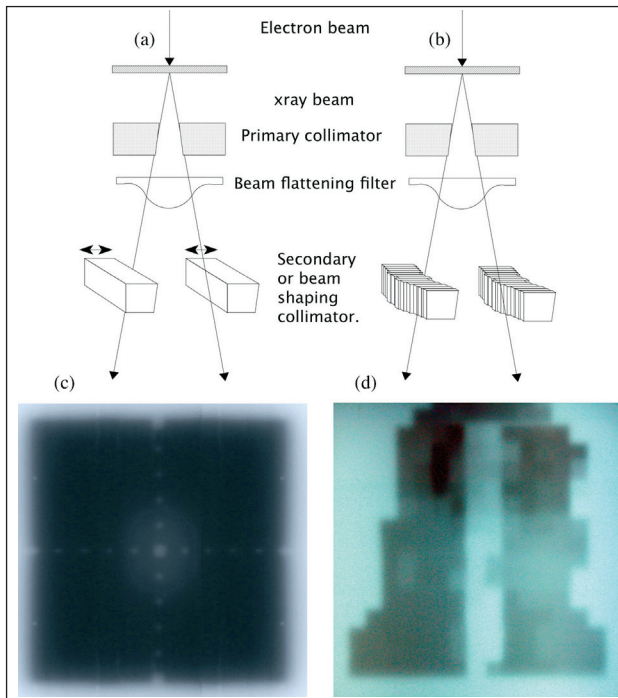 (a)
Electron beam
(b)
xray beam
Primary collimator
Beam flattening filter
Secondary
or beam
shaping
collimator.
(c)
(d)